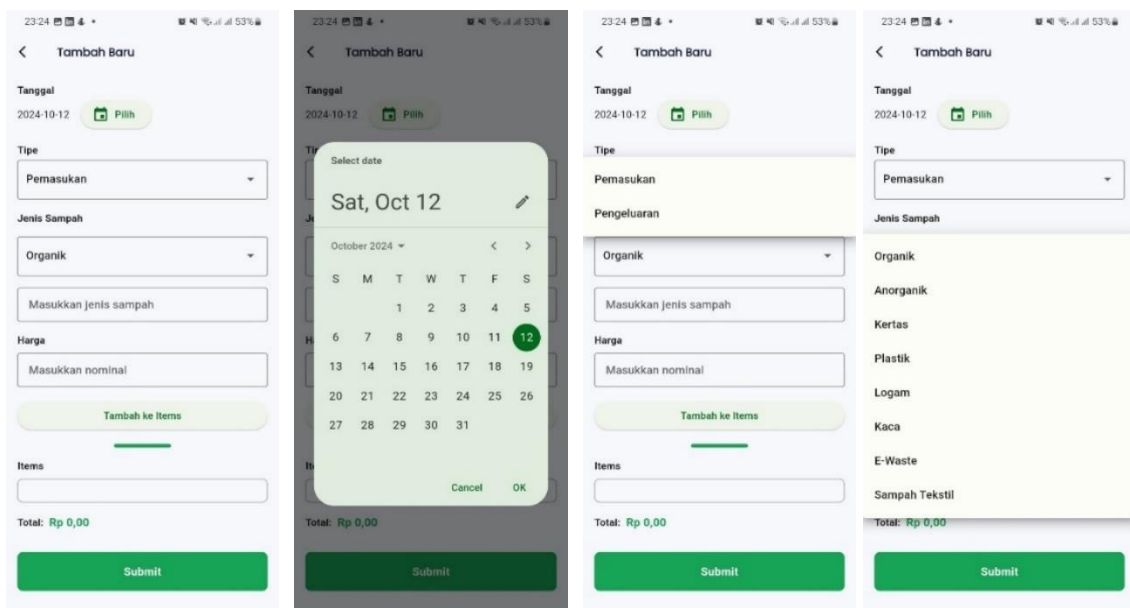 23:24 53%
Tambah Baru
Tanggal
2024-10-12 Pilih
Tipe
Pemasukan
Jenis Sampah
Organik
Masukkan jenis sampah
Harga
Masukkan nominal
Tambah ke Items
Items
Total: Rp 0,00
Submit
23:24 53%
Tambah Baru
Tanggal
2024-10-12 Pilih
Select date
Sat, Oct 12
October 2024
S M T W T F S
1 2 3 4 5
6 7 8 9 10 11 12
13 14 15 16 17 18 19
20 21 22 23 24 25 26
27 28 29 30 31
Cancel OK
Total: Rp 0,00
Submit
23:24 53%
Tambah Baru
Tanggal
2024-10-12 Pilih
Tipe
Pemasukan
Pengeluaran
Organik
Masukkan jenis sampah
Harga
Masukkan nominal
Tambah ke Items
Items
Total: Rp 0,00
Submit
23:24 53%
Tambah Baru
Tanggal
2024-10-12 Pilih
Tipe
Pemasukan
Jenis Sampah
Organik
Anorganik
Kertas
Plastik
Logam
Kaca
E-Waste
Sampah Tekstil
Total: Rp 0,00
Submit